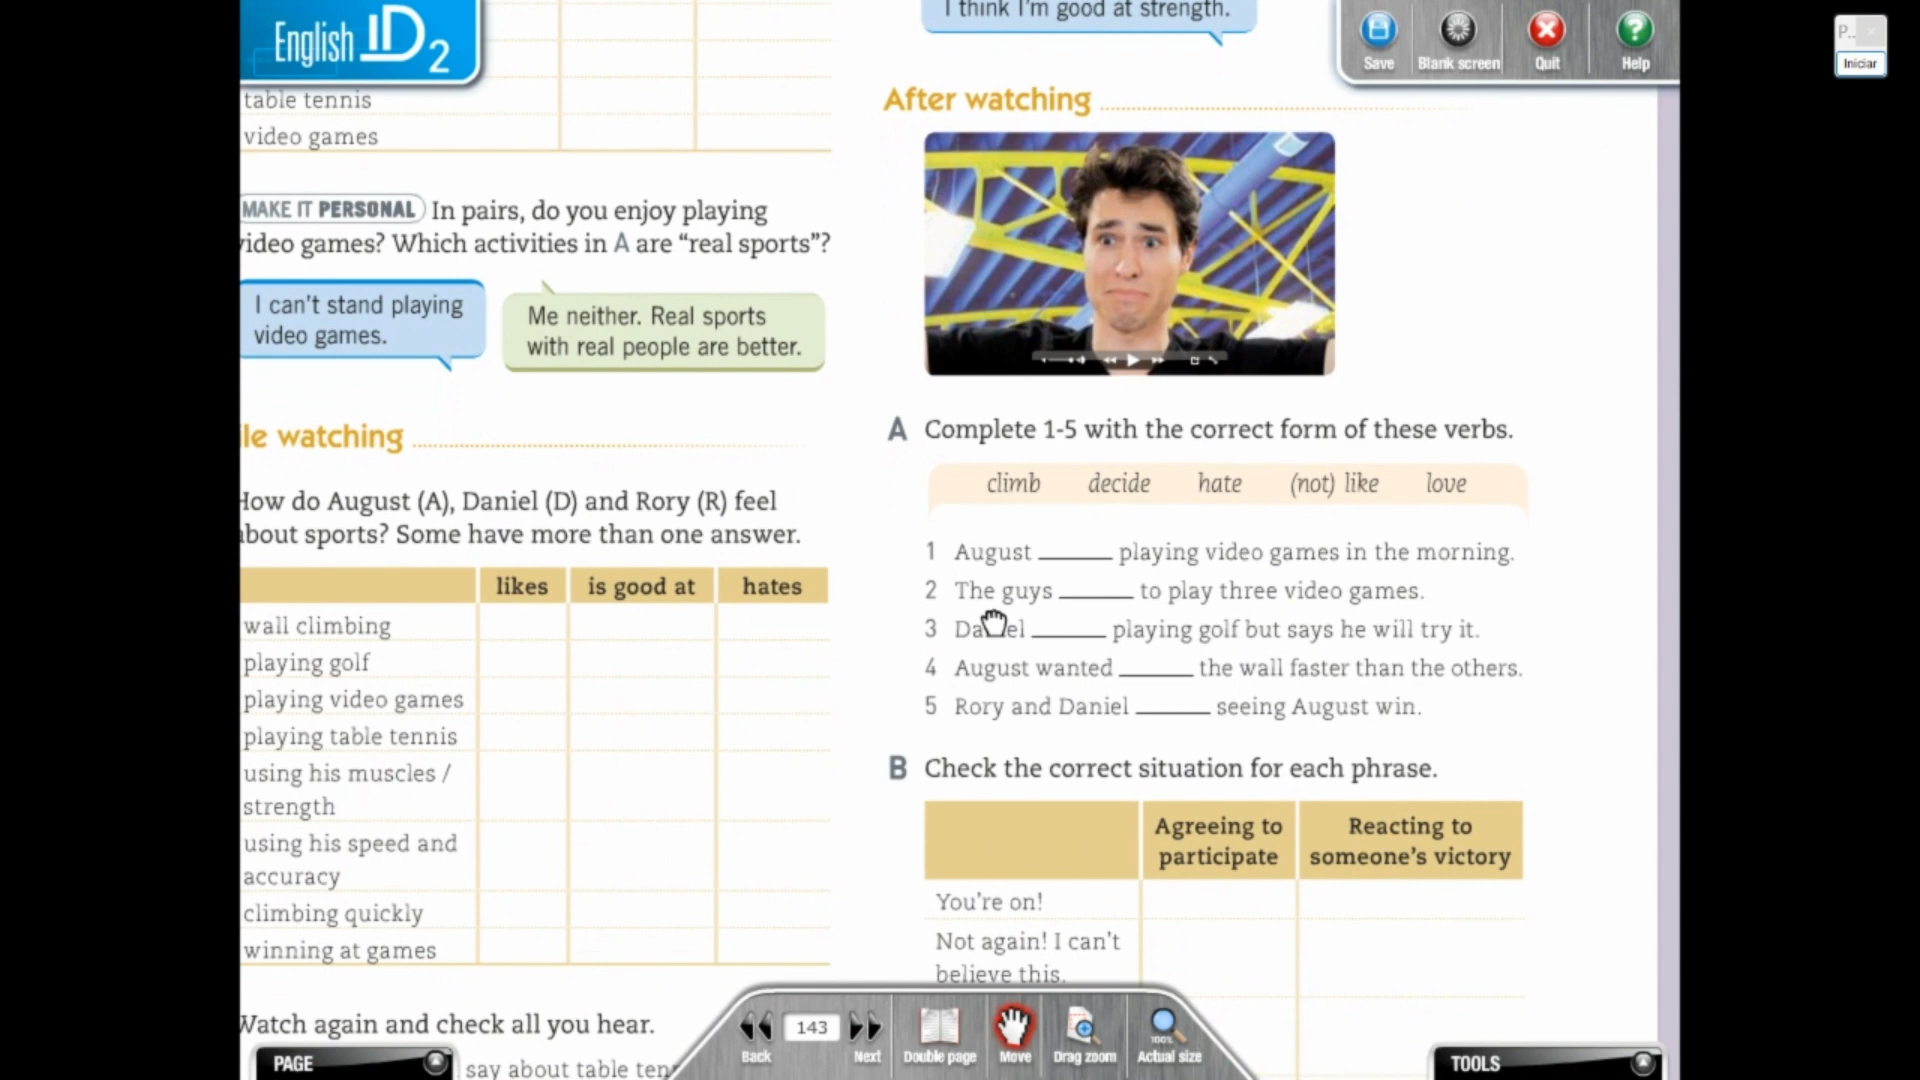 English ID 2
table tennis
video games
MAKE IT PERSONAL In pairs, do you enjoy playing
video games? Which activities in A are “real sports”?
I can't stand playing
video games.
Me neither. Real sports
with real people are better.
le watching
How do August (A), Daniel (D) and Rory (R) feel
about sports? Some have more than one answer.
likes is good at hates
wall climbing
playing golf
playing video games
playing table tennis
using his muscles /
strength
using his speed and
accuracy
climbing quickly
winning at games
Watch again and check all you hear.
say about table ten
I think I'm good at strength.
After watching
A Complete 1-5 with the correct form of these verbs.
climb decide hate (not) like love
1 August ______ playing video games in the morning.
2 The guys ______ to play three video games.
3 Daniel ______ playing golf but says he will try it.
4 August wanted ______ the wall faster than the others.
5 Rory and Daniel ______ seeing August win.
B Check the correct situation for each phrase.
Agreeing to
participate
Reacting to
someone's victory
You're on!
Not again! I can't
believe this.
Save Blank screen Quit Help
P..
Iniciar
PAGE
143
Back Next Double page Move Drag zoom 100% Actual size
TOOLS